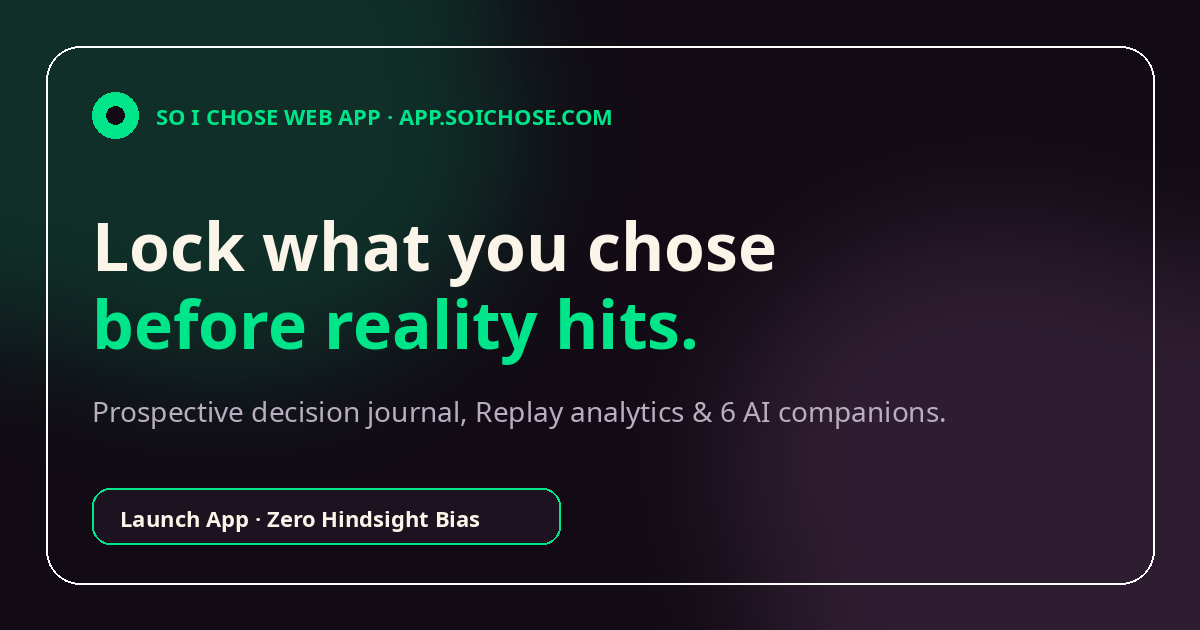 SO I CHOSE WEB APP · APP.SOICHOSE.COM
Lock what you chose
before reality hits.
Prospective decision journal, Replay analytics & 6 AI companions.
Launch App · Zero Hindsight Bias